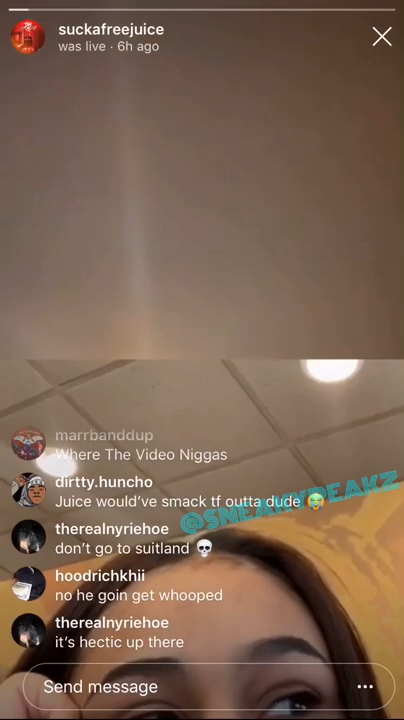 suckafreejuice
was live · 6h ago
marrbanddup
Where The Video Niggas
dirtty.huncho
Juice would've smack tf outta dude 😭
@SNEAKYPEAKZ
therealnyriehoe
don't go to suitland 💀
hoodrichkhii
no he goin get whooped
therealnyriehoe
it's hectic up there
Send message